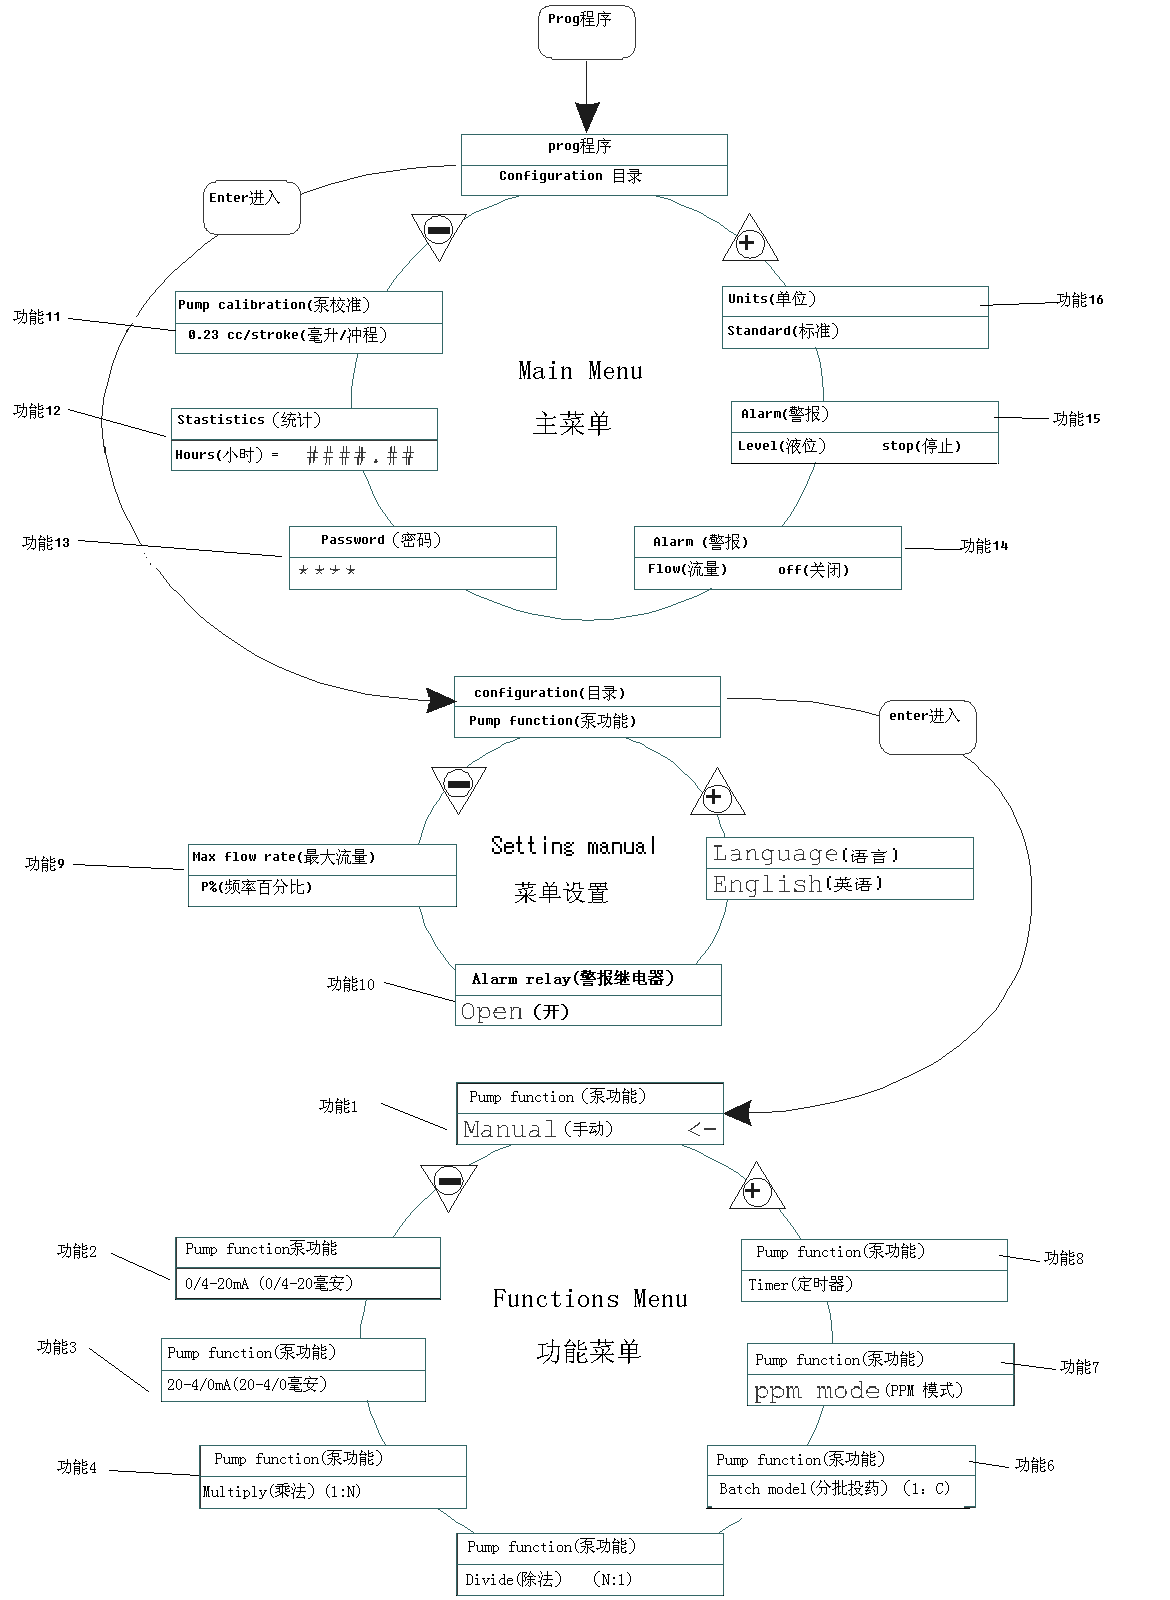 Prog程序
prog程序
Configuration 目录
Enter进入
Pump calibration(泵校准)
0.23 cc/stroke(毫升/冲程)
功能11
Units(单位)
Standard(标准)
功能16
Main Menu
主菜单
功能12
Stastistics (统计)
Hours(小时) = ####.##
Alarm(警报)
Level(液位) stop(停止)
功能15
功能13
Password (密码)
****
Alarm (警报)
Flow(流量) off(关闭)
功能14
configuration(目录)
Pump function(泵功能)
enter进入
Setting manual
菜单设置
功能9
Max flow rate(最大流量)
P%(频率百分比)
Language(语言)
English(英语)
功能10
Alarm relay(警报继电器)
Open (开)
功能1
Pump function (泵功能)
Manual(手动) <-
功能2
Pump function泵功能
0/4-20mA (0/4-20毫安)
Pump function(泵功能)
Timer(定时器)
功能8
Functions Menu
功能菜单
功能3
Pump function(泵功能)
20-4/0mA(20-4/0毫安)
Pump function(泵功能)
ppm mode(PPM 模式)
功能7
功能4
Pump function(泵功能)
Multiply(乘法) (1:N)
Pump function(泵功能)
Batch model(分批投药) (1: C)
功能6
Pump function(泵功能)
Divide(除法) (N:1)